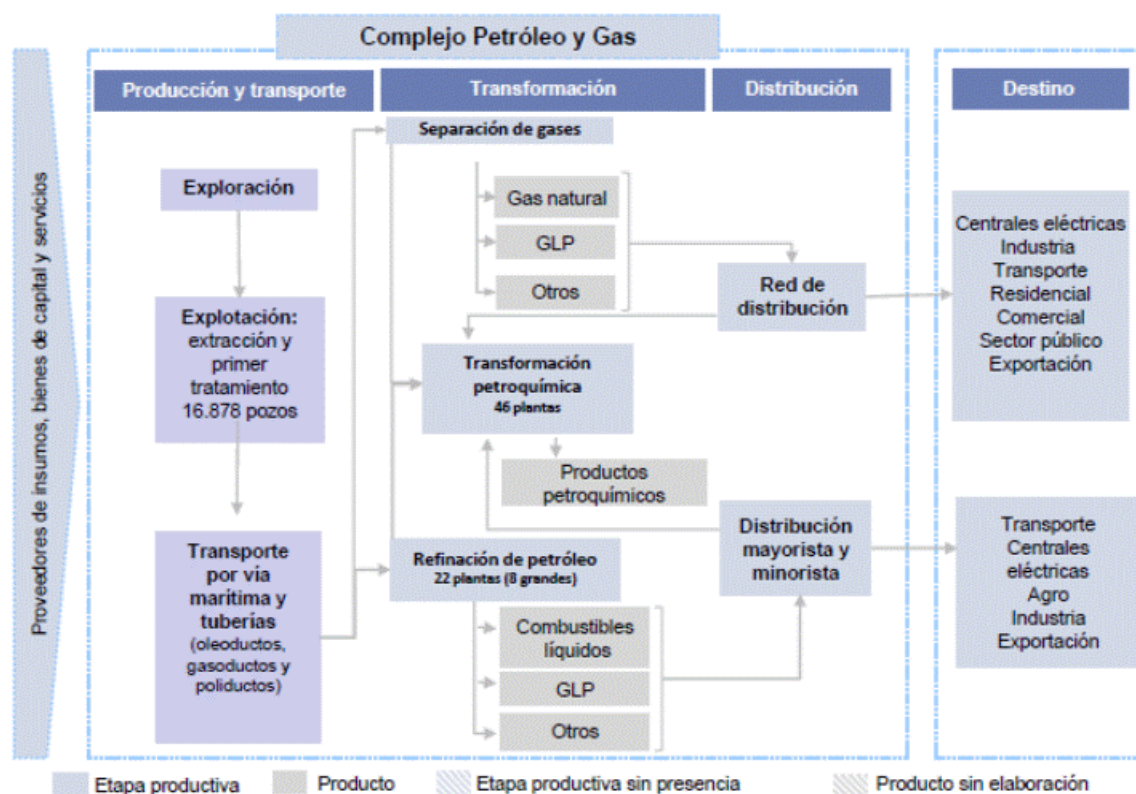 Complejo Petróleo y Gas
Producción y transporte
Transformación
Distribución
Destino
Proveedores de insumos, bienes de capital y servicios
Exploración
Explotación:
extracción y
primer
tratamiento
16.878 pozos
Transporte
por vía
marítima y
tuberías
(oleoductos,
gasoductos y
poliductos)
Separación de gases
Gas natural
GLP
Otros
Transformación
petroquímica
46 plantas
Productos
petroquímicos
Refinación de petróleo
22 plantas (8 grandes)
Combustibles
líquidos
GLP
Otros
Red de
distribución
Distribución
mayorista y
minorista
Centrales eléctricas
Industria
Transporte
Residencial
Comercial
Sector público
Exportación
Transporte
Centrales
eléctricas
Agro
Industria
Exportación
Etapa productiva
Producto
Etapa productiva sin presencia
Producto sin elaboración